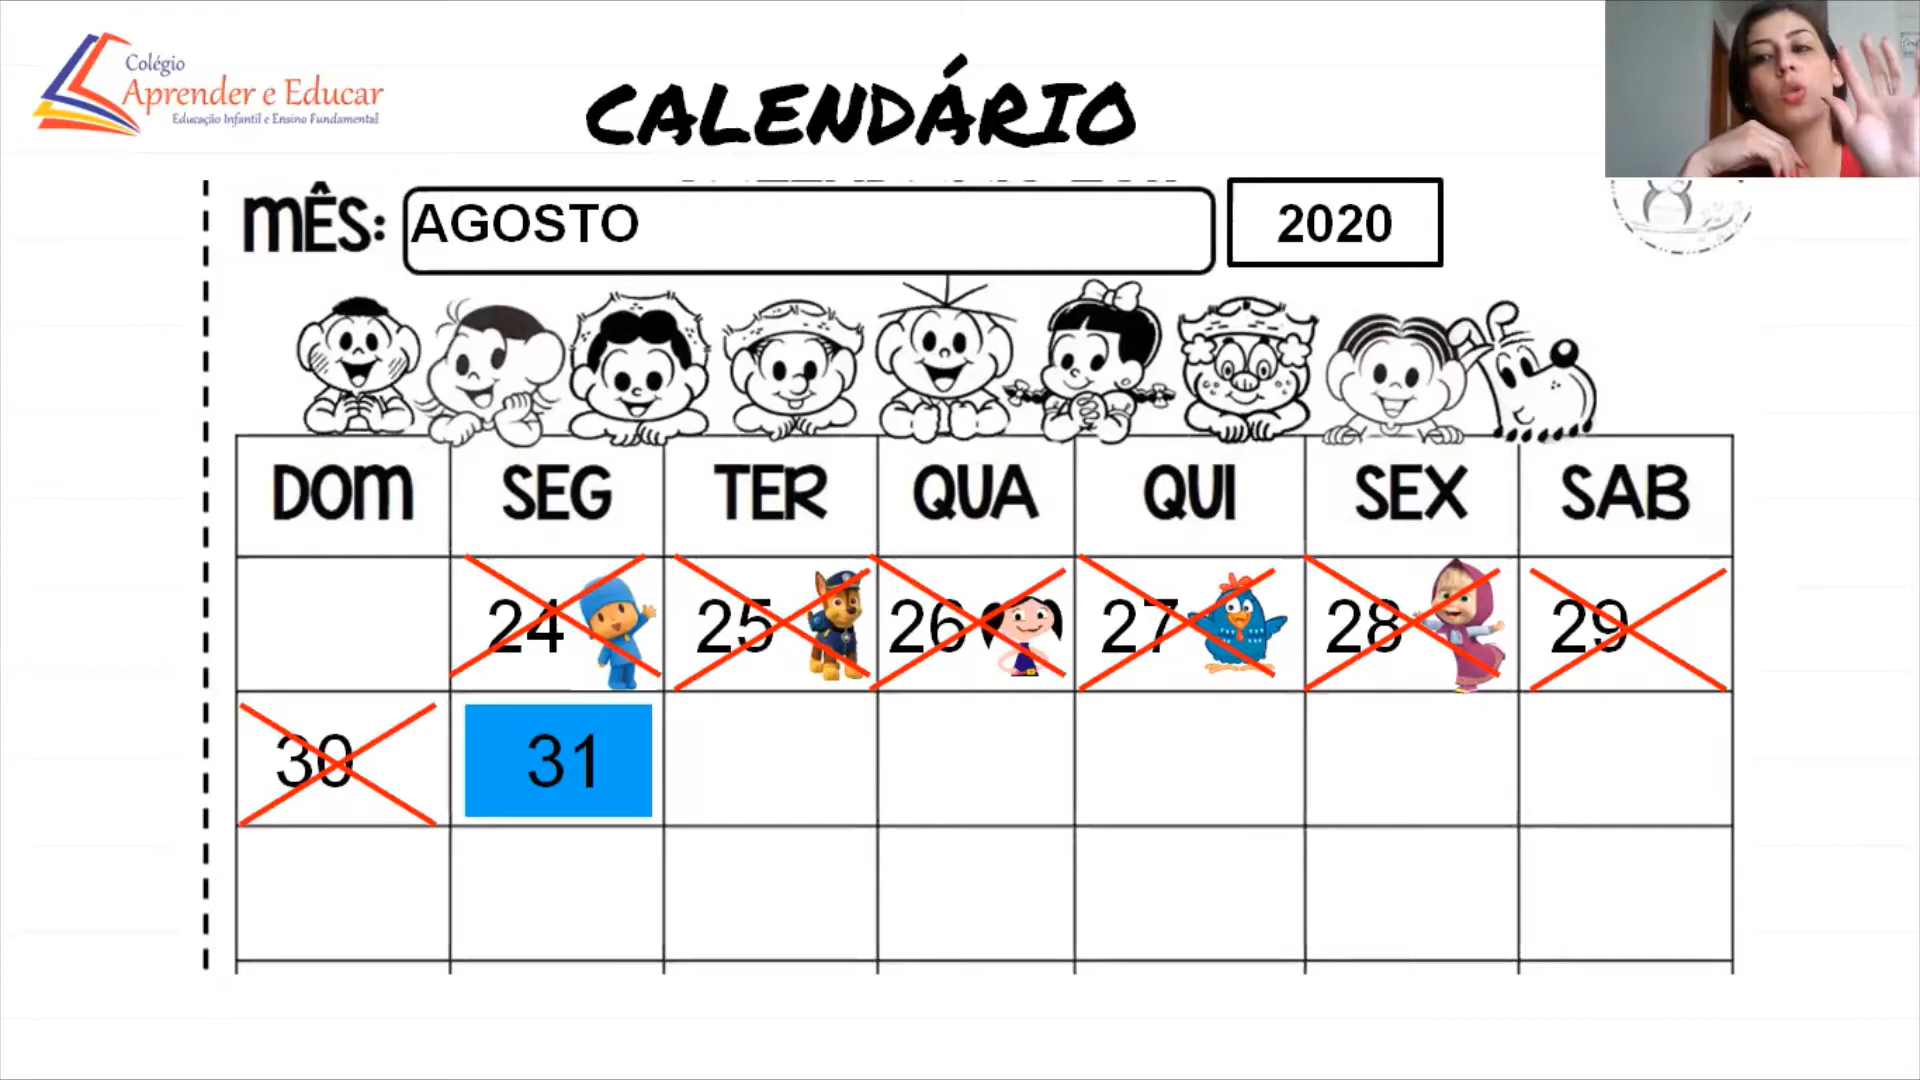 Colégio
Aprender e Educar
Educação Infantil e Ensino Fundamental
CALENDÁRIO
MÊS: AGOSTO 2020
DOM SEG TER QUA QUI SEX SAB
24 25 26 27 28 29
30 31